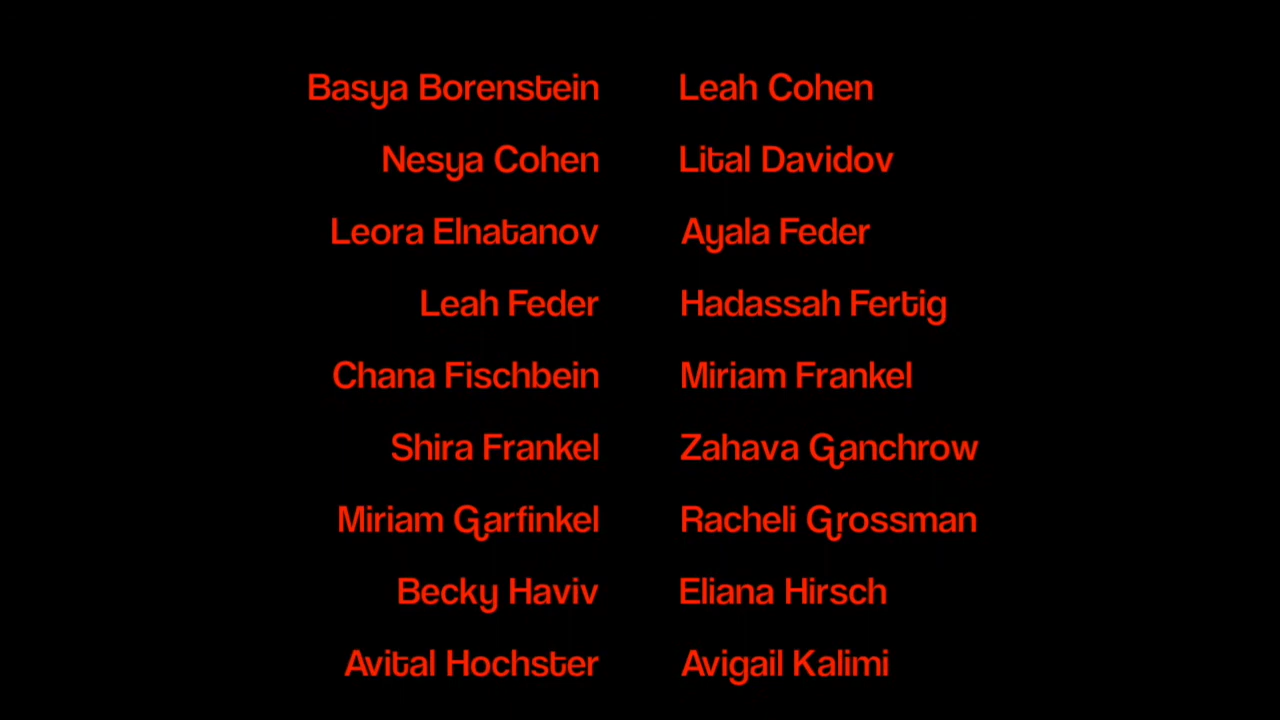 Basya Borenstein Leah Cohen
Nesya Cohen Lital Davidov
Leora Elnatanov Ayala Feder
Leah Feder Hadassah Fertig
Chana Fischbein Miriam Frankel
Shira Frankel Zahava Ganchrow
Miriam Garfinkel Racheli Grossman
Becky Haviv Eliana Hirsch
Avital Hochster Avigail Kalimi